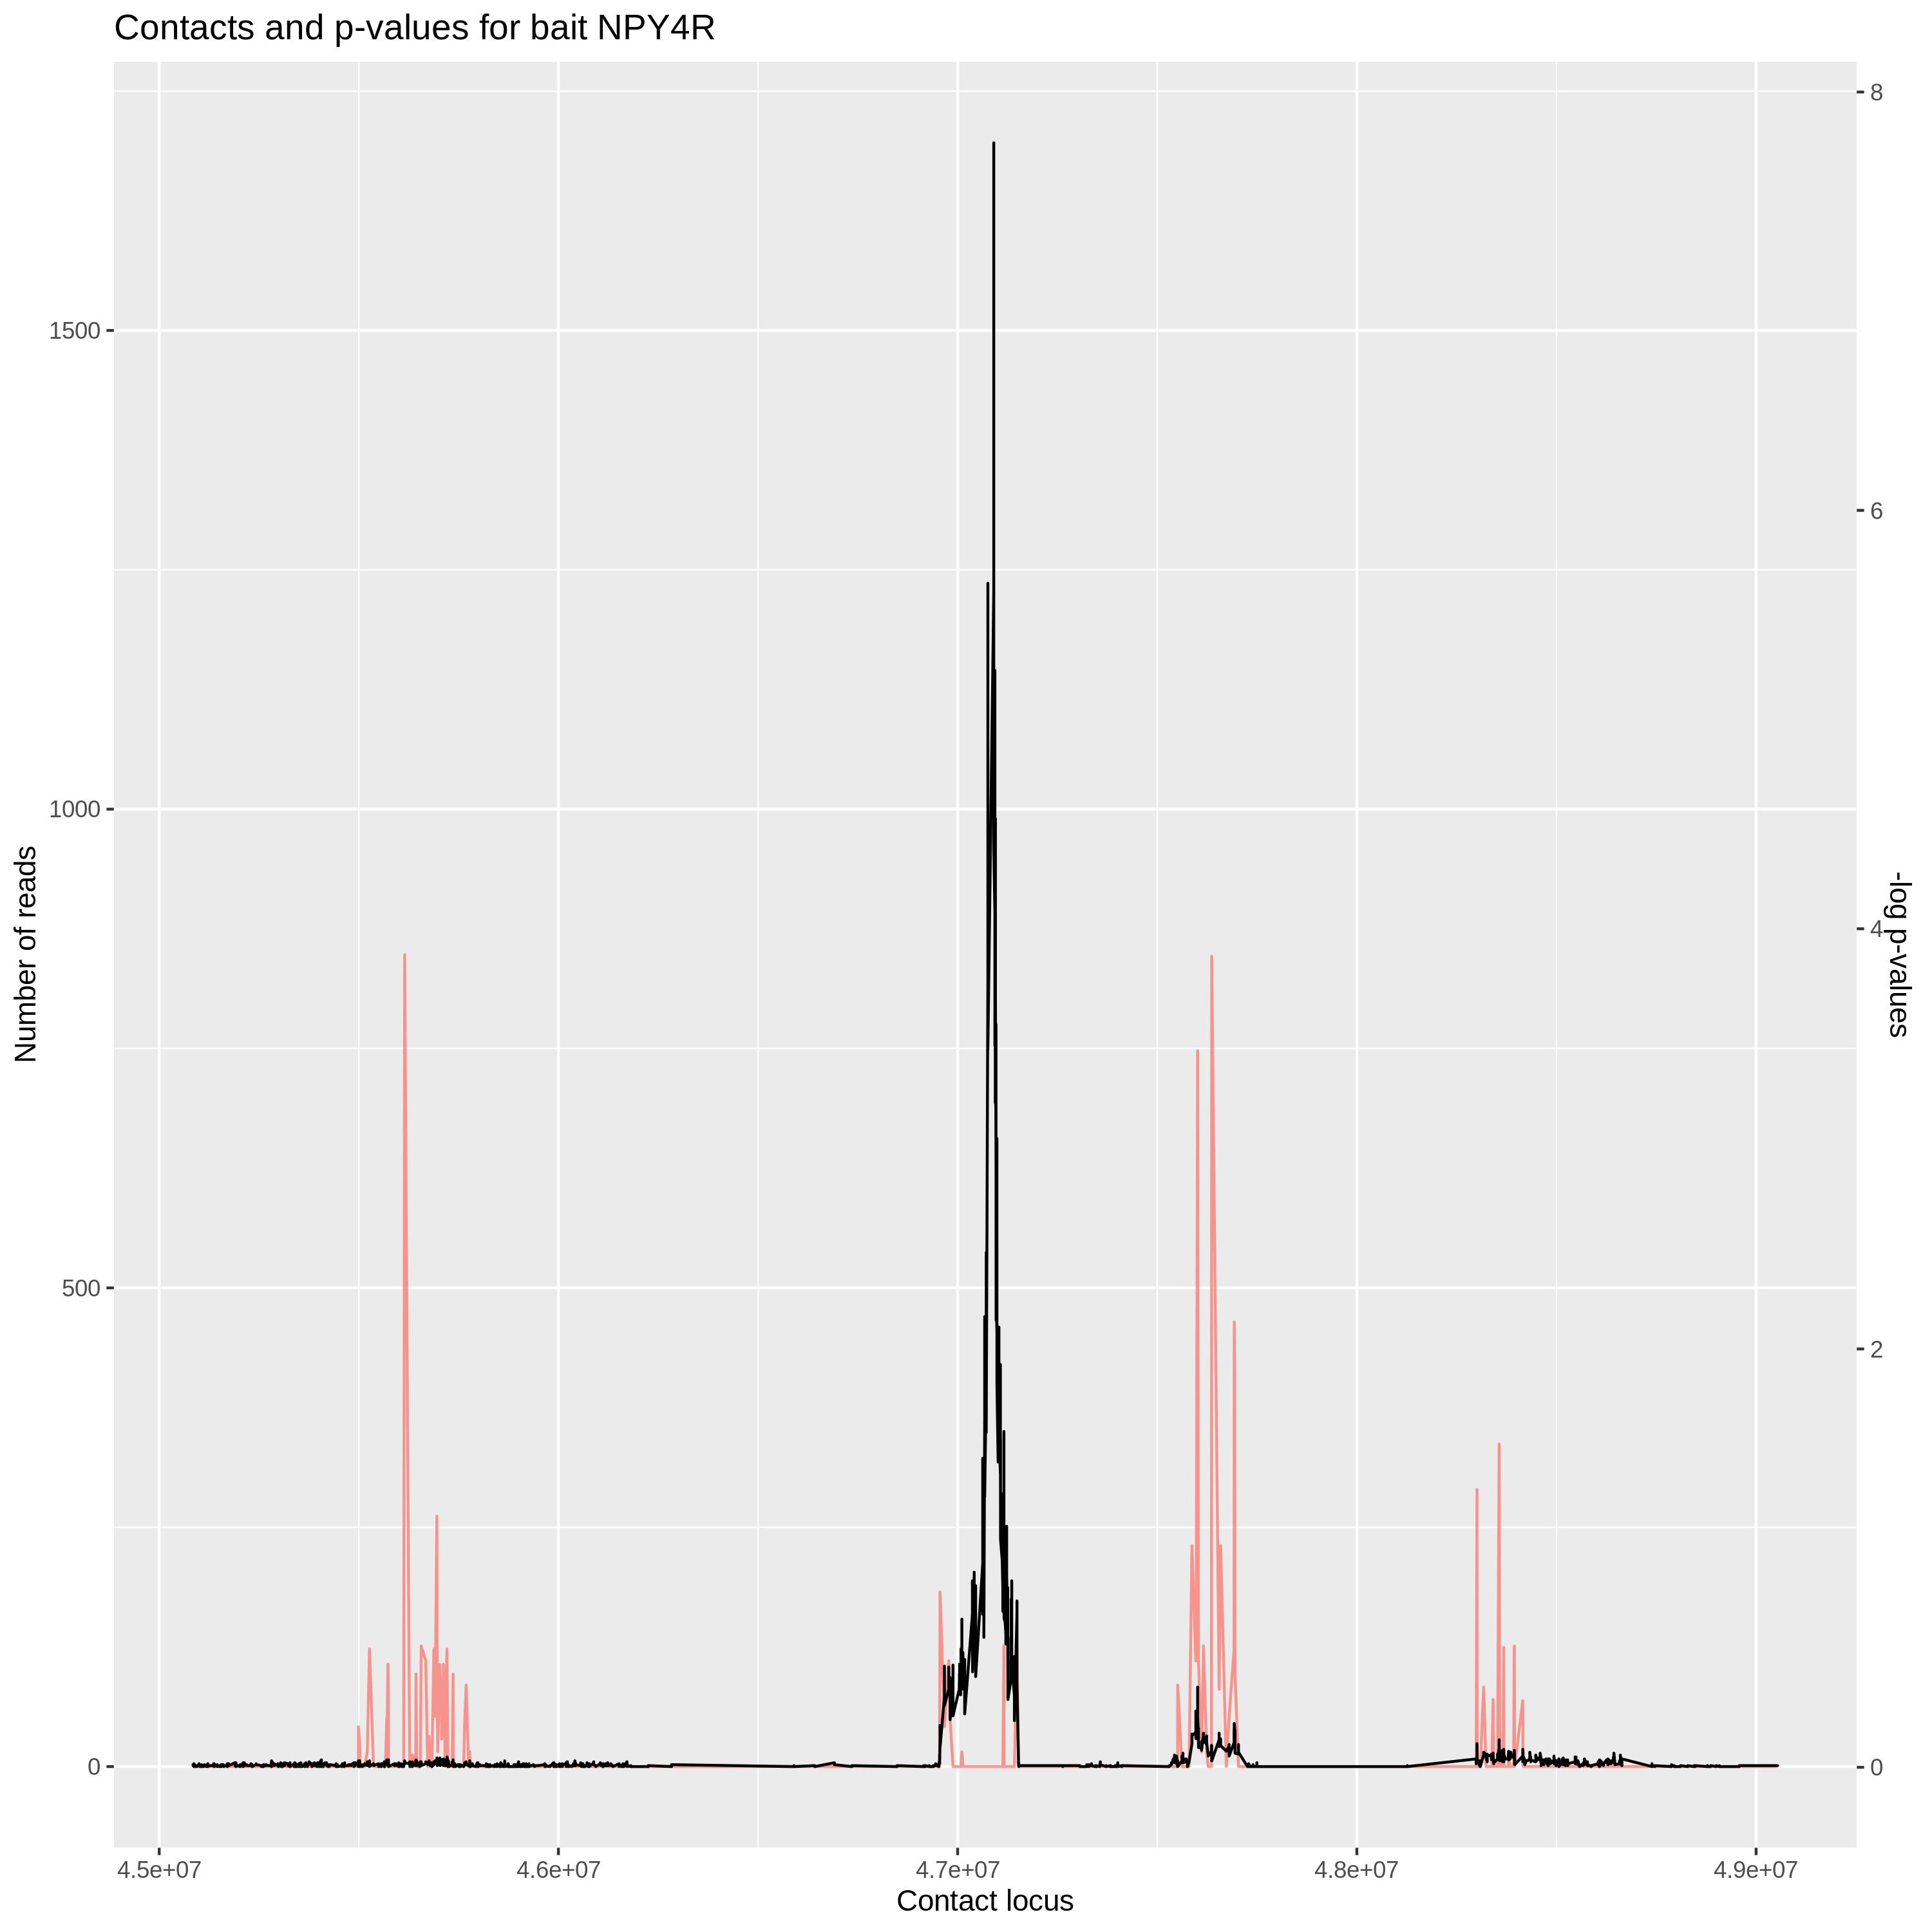 Contacts and p-values for bait NPY4R
Number of reads
1500
1000
500
0
8
6
4
2
0
-log p-values
4.5e+07
4.6e+07
4.7e+07
4.8e+07
4.9e+07
Contact locus